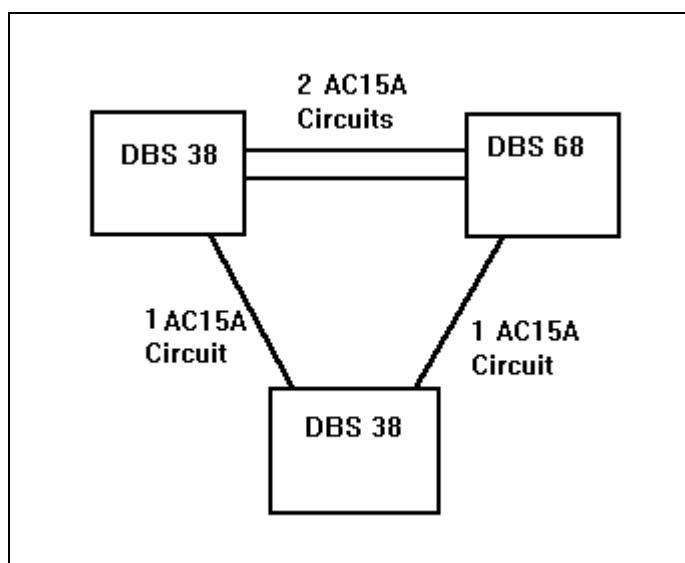 2 AC15A
Circuits
DBS 38
DBS 68
1 AC15A
Circuit
1 AC15A
Circuit
DBS 38